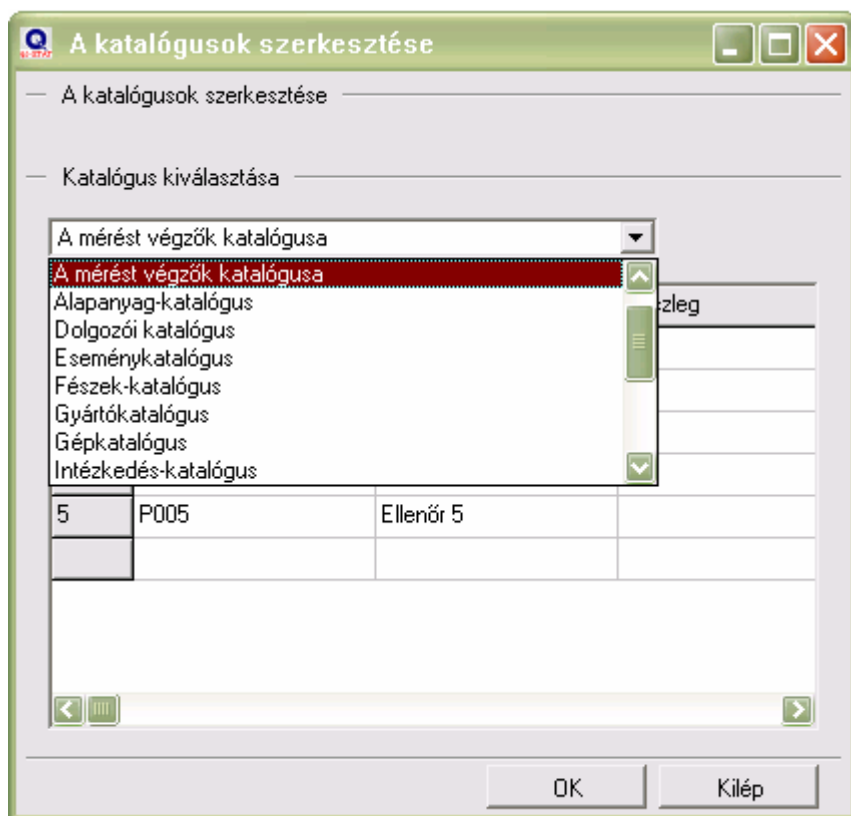 A katalógusok szerkesztése
A katalógusok szerkesztése
Katalógus kiválasztása
A mérést végzők katalógusa
A mérést végzők katalógusa
Alapanyag-katalógus
Dolgozói katalógus
Eseménykatalógus
Fészek-katalógus
Gyártókatalógus
Gépkatalógus
Intézkedés-katalógus
zleg
5 P005 Ellenőr 5
OK Kilép